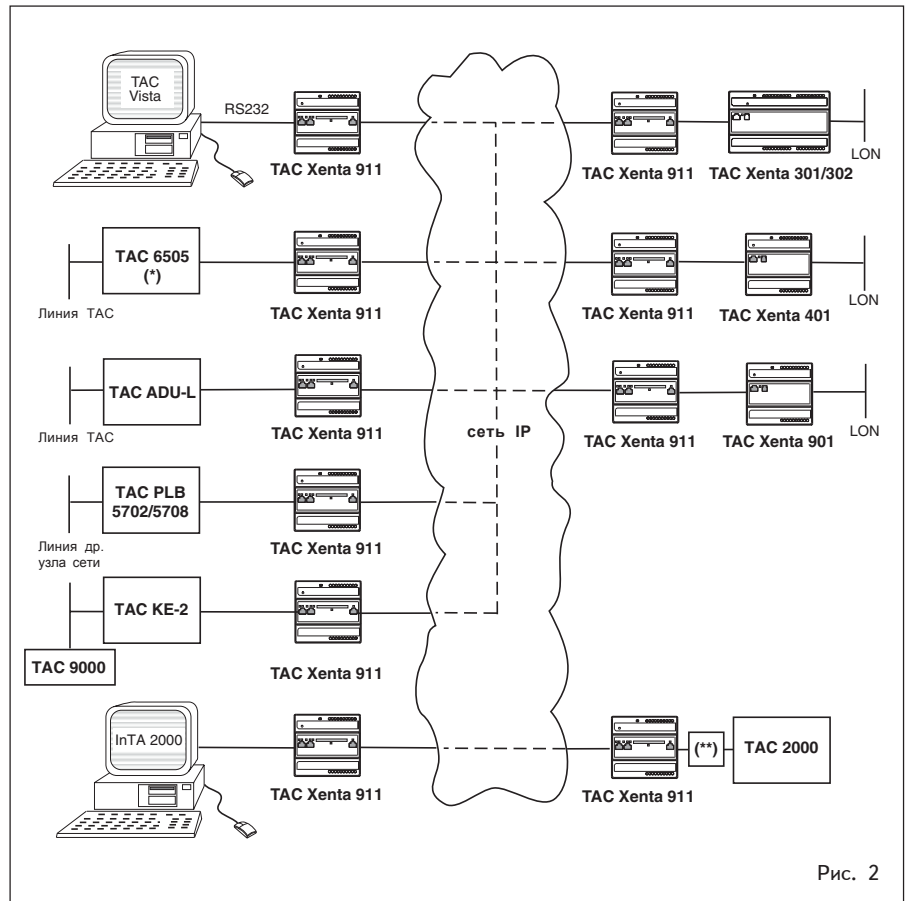 TAC
Vista
RS232
TAC Xenta 911
TAC Xenta 911
TAC Xenta 301/302
LON
TAC 6505
(*)
Линия TAC
TAC Xenta 911
TAC Xenta 911
TAC Xenta 401
LON
TAC ADU-L
Линия TAC
TAC Xenta 911
сеть IP
TAC Xenta 911
TAC Xenta 901
LON
TAC PLB
5702/5708
Линия др.
узла сети
TAC Xenta 911
TAC KE-2
TAC 9000
TAC Xenta 911
InTA 2000
TAC Xenta 911
TAC Xenta 911
(**)
TAC 2000
Рис. 2